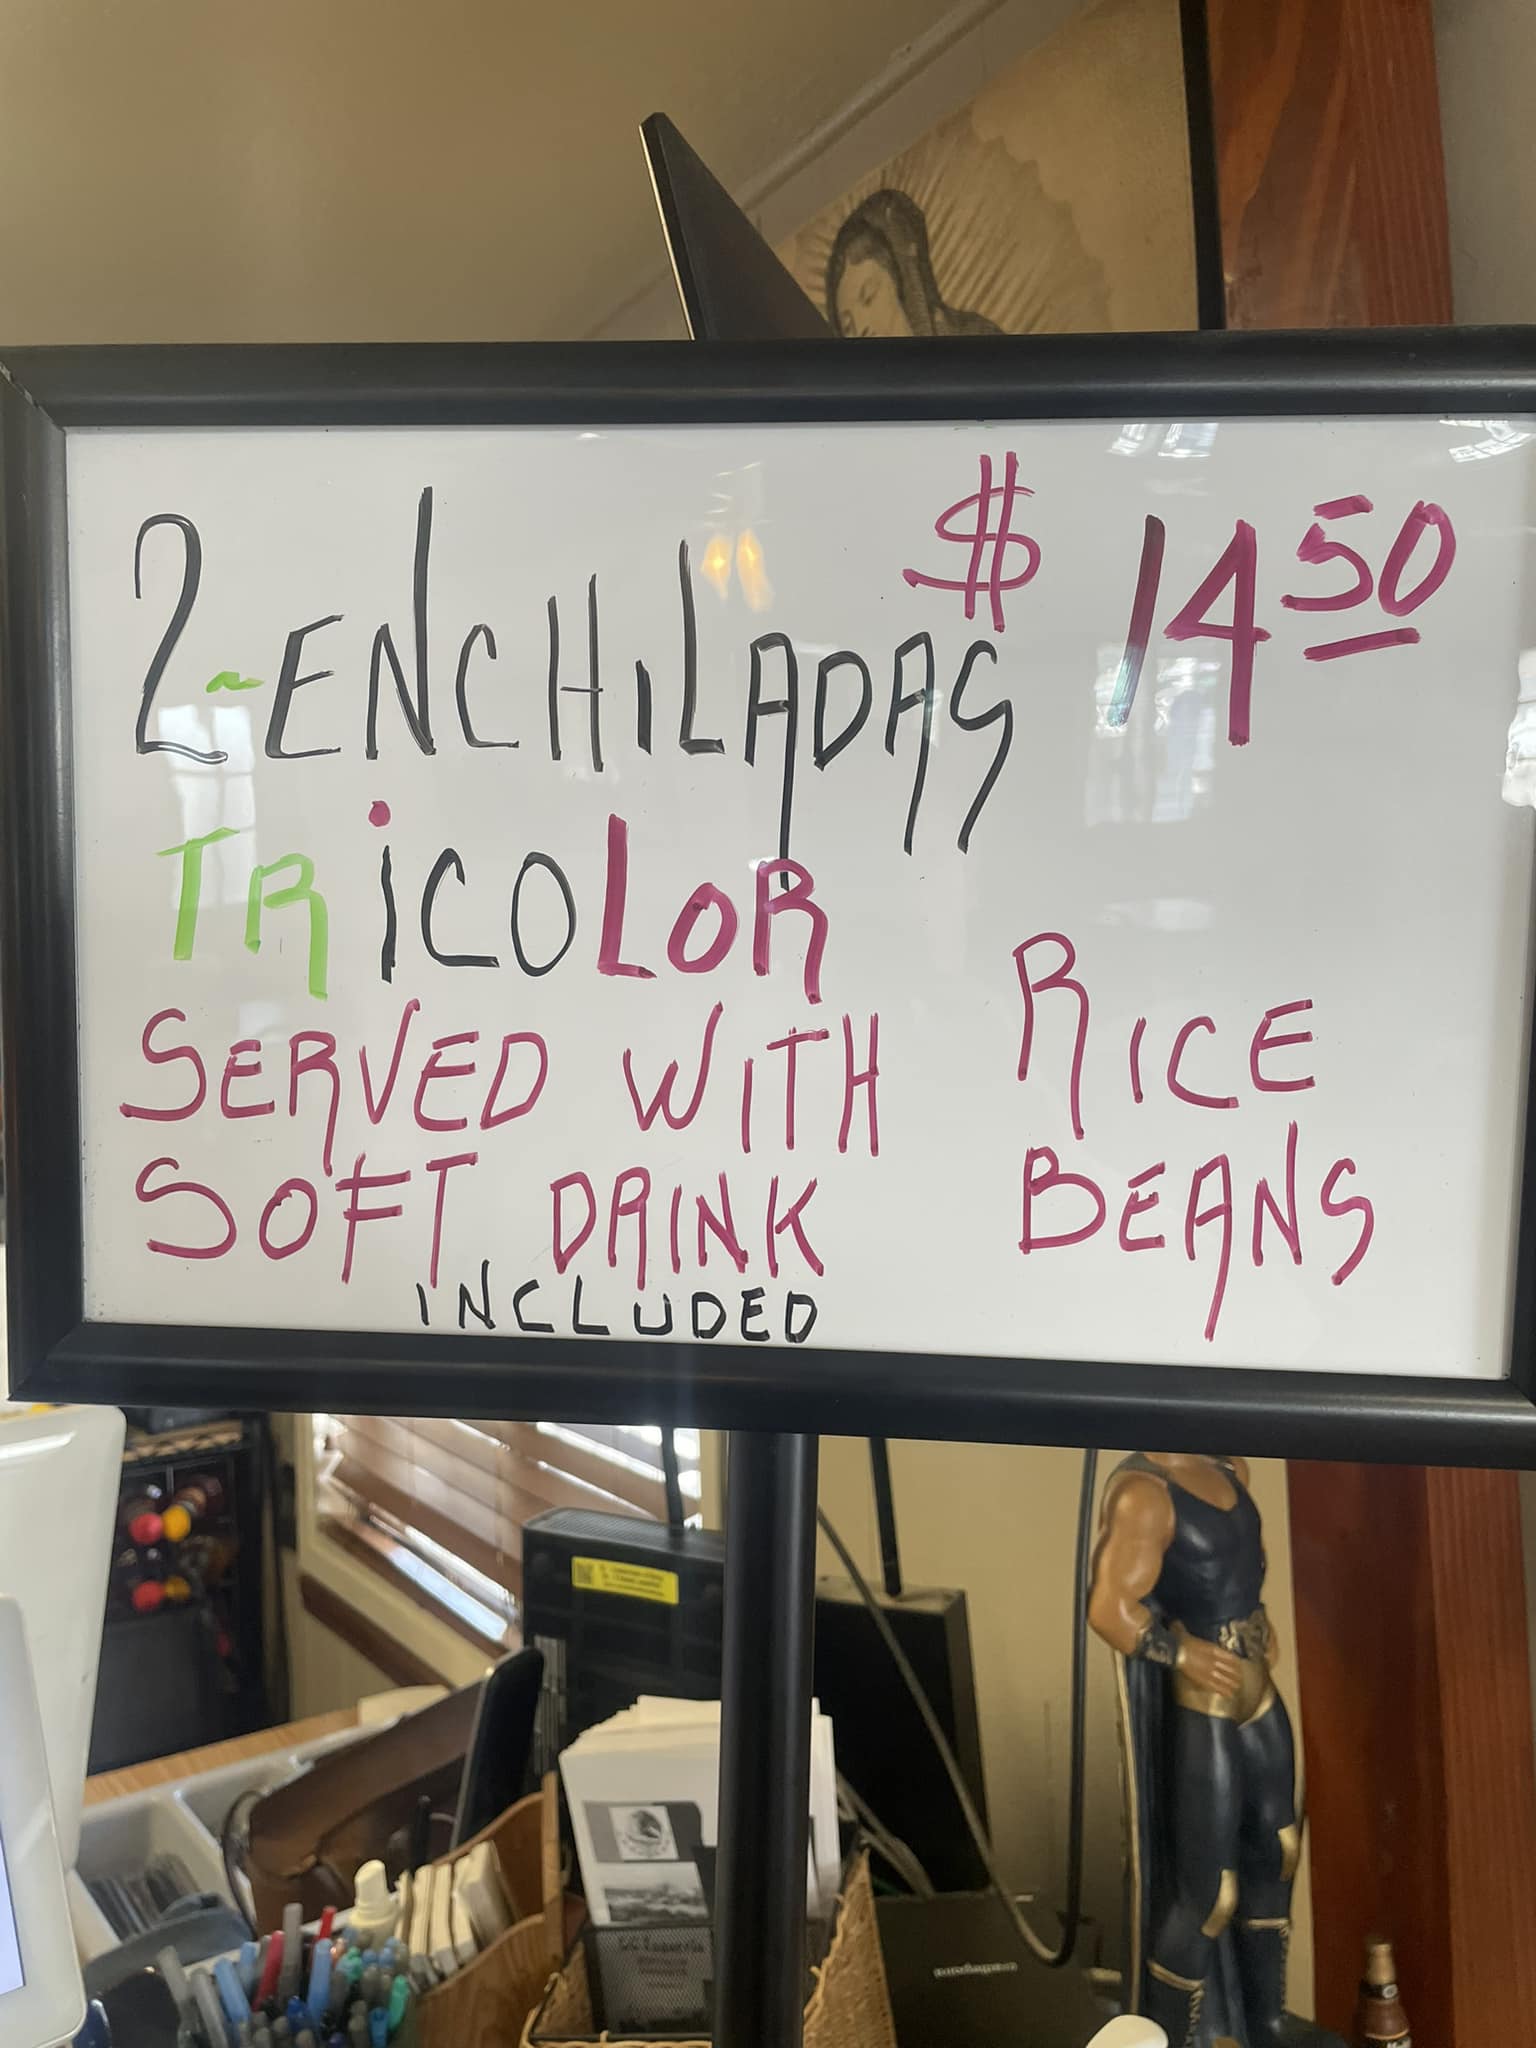 2~ENCHiLADAS $ 14 50
TRiCOLOR
SERVED WITH RICE
SOFT DRINK BEANS
INCLUDED